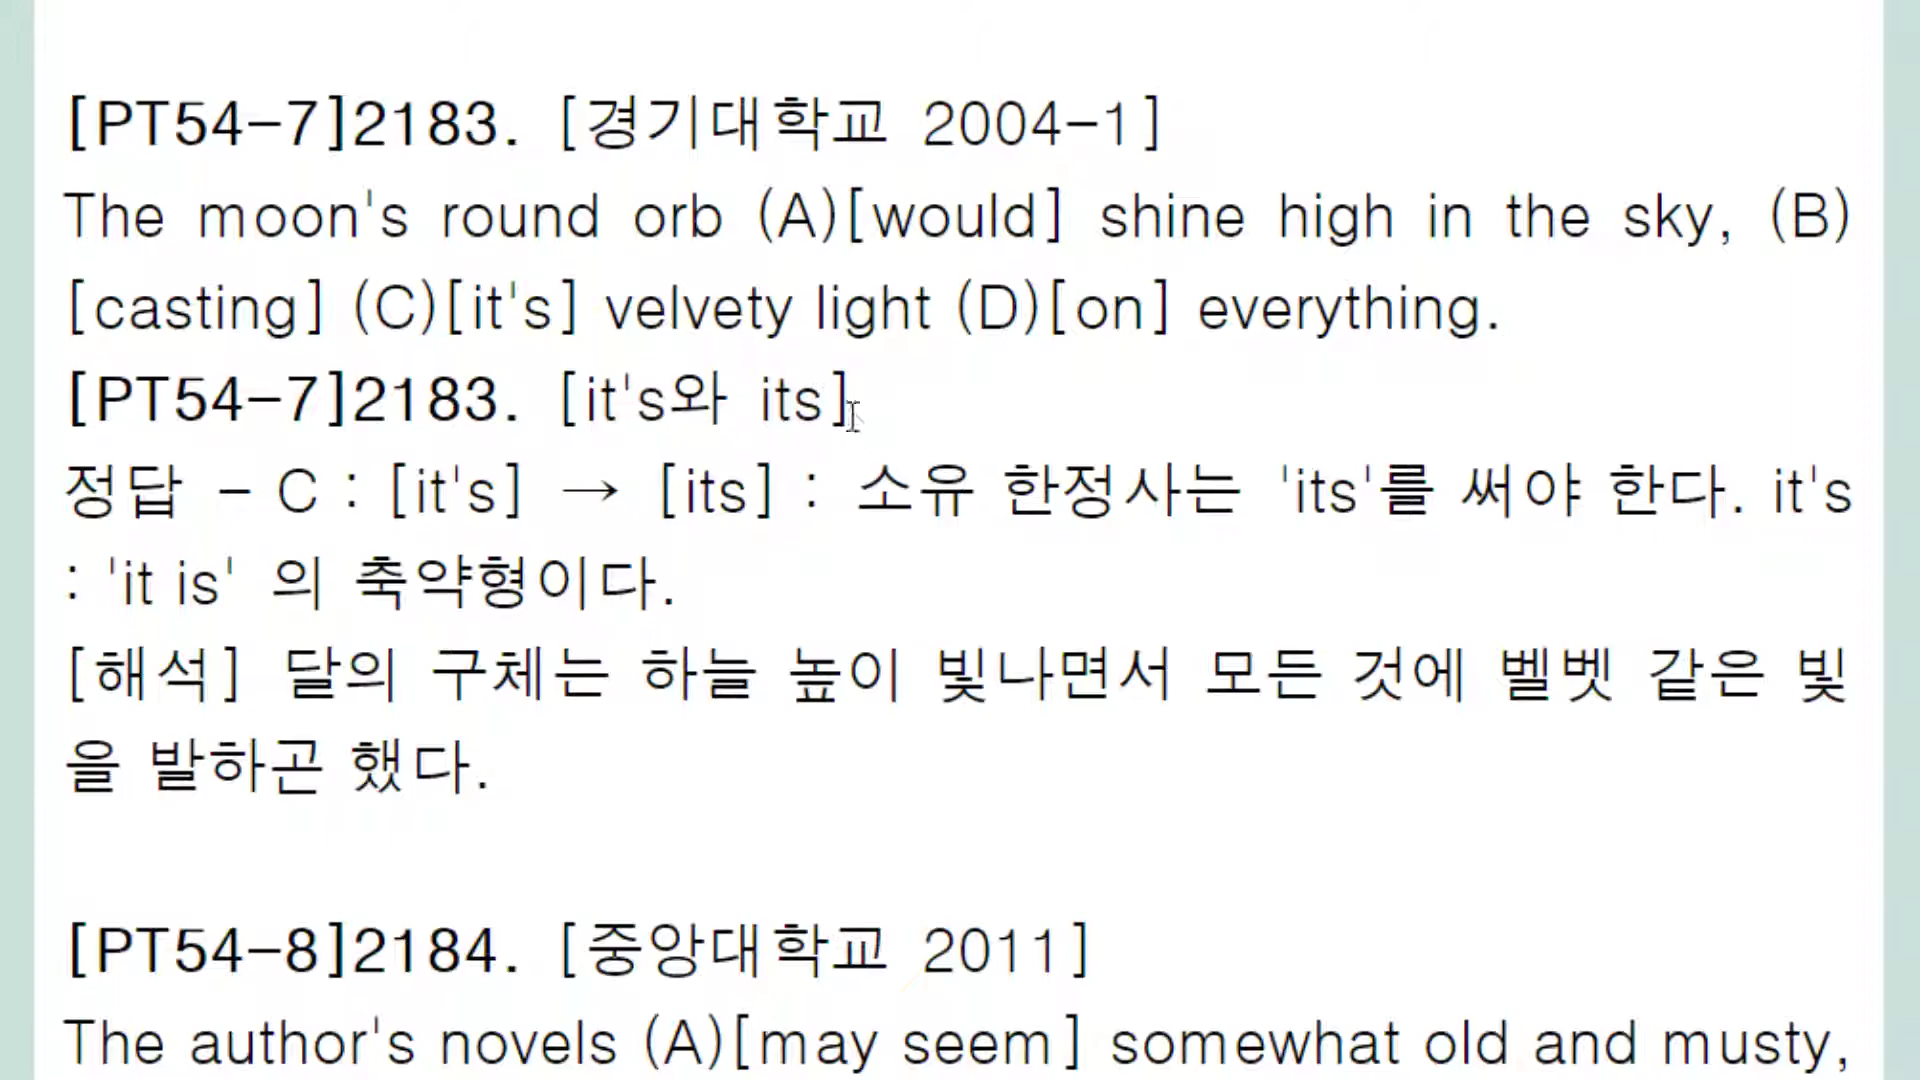 [PT54-7]2183. [경기대학교 2004-1]
The moon's round orb (A)[would] shine high in the sky, (B)
[casting] (C)[it's] velvety light (D)[on] everything.
[PT54-7]2183. [it's와 its]
정답 - C : [it's] → [its] : 소유 한정사는 'its'를 써야 한다. it's
: 'it is' 의 축약형이다.
[해석] 달의 구체는 하늘 높이 빛나면서 모든 것에 벨벳 같은 빛
을 발하곤 했다.
[PT54-8]2184. [중앙대학교 2011]
The author's novels (A)[may seem] somewhat old and musty,